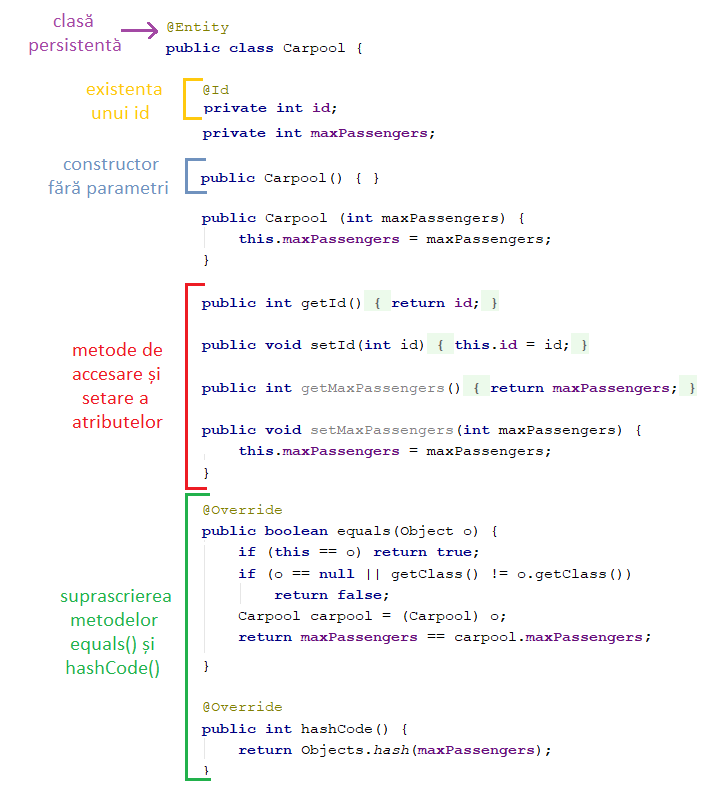 clasă
persistentă
@Entity
public class Carpool {
existenta
unui id
@Id
private int id;
private int maxPassengers;
constructor
fără parametri
public Carpool() { }
public Carpool (int maxPassengers) {
this.maxPassengers = maxPassengers;
}
metode de
accesare și
setare a
atributelor
public int getId() { return id; }
public void setId(int id) { this.id = id; }
public int getMaxPassengers() { return maxPassengers; }
public void setMaxPassengers(int maxPassengers) {
this.maxPassengers = maxPassengers;
}
suprascrierea
metodelor
equals() și
hashCode()
@Override
public boolean equals(Object o) {
if (this == o) return true;
if (o == null || getClass() != o.getClass())
return false;
Carpool carpool = (Carpool) o;
return maxPassengers == carpool.maxPassengers;
}
@Override
public int hashCode() {
return Objects.hash(maxPassengers);
}